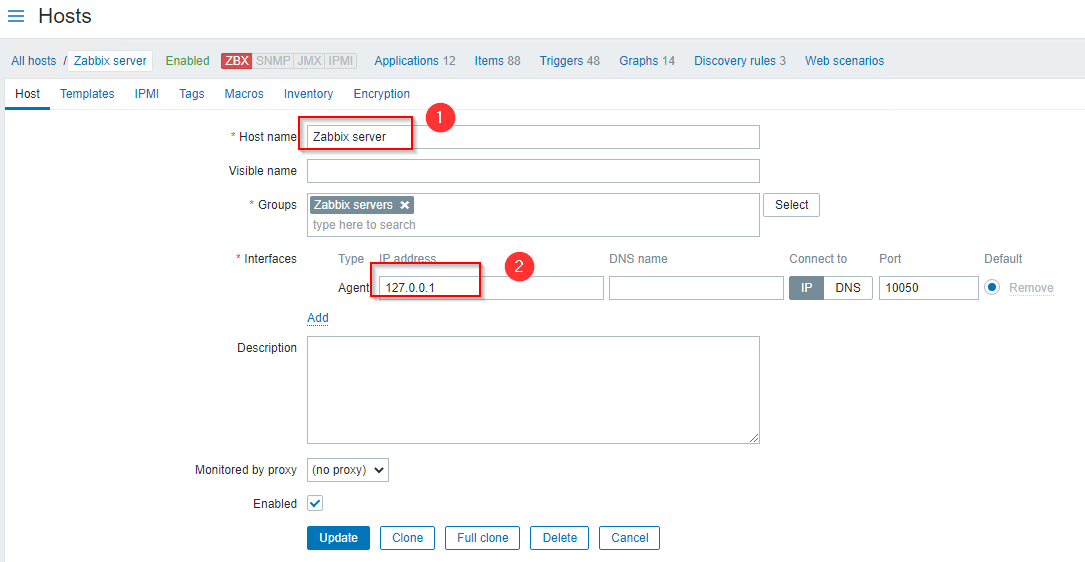 Hosts
All hosts / Zabbix server Enabled ZBX SNMP JMX IPMI Applications 12 Items 88 Triggers 48 Graphs 14 Discovery rules 3 Web scenarios
Host Templates IPMI Tags Macros Inventory Encryption
1
* Host name Zabbix server
Visible name
* Groups Zabbix servers Select
type here to search
* Interfaces Type IP address DNS name Connect to Port Default
2
Agent 127.0.0.1 IP DNS 10050 Remove
Add
Description
Monitored by proxy (no proxy)
Enabled
Update Clone Full clone Delete Cancel